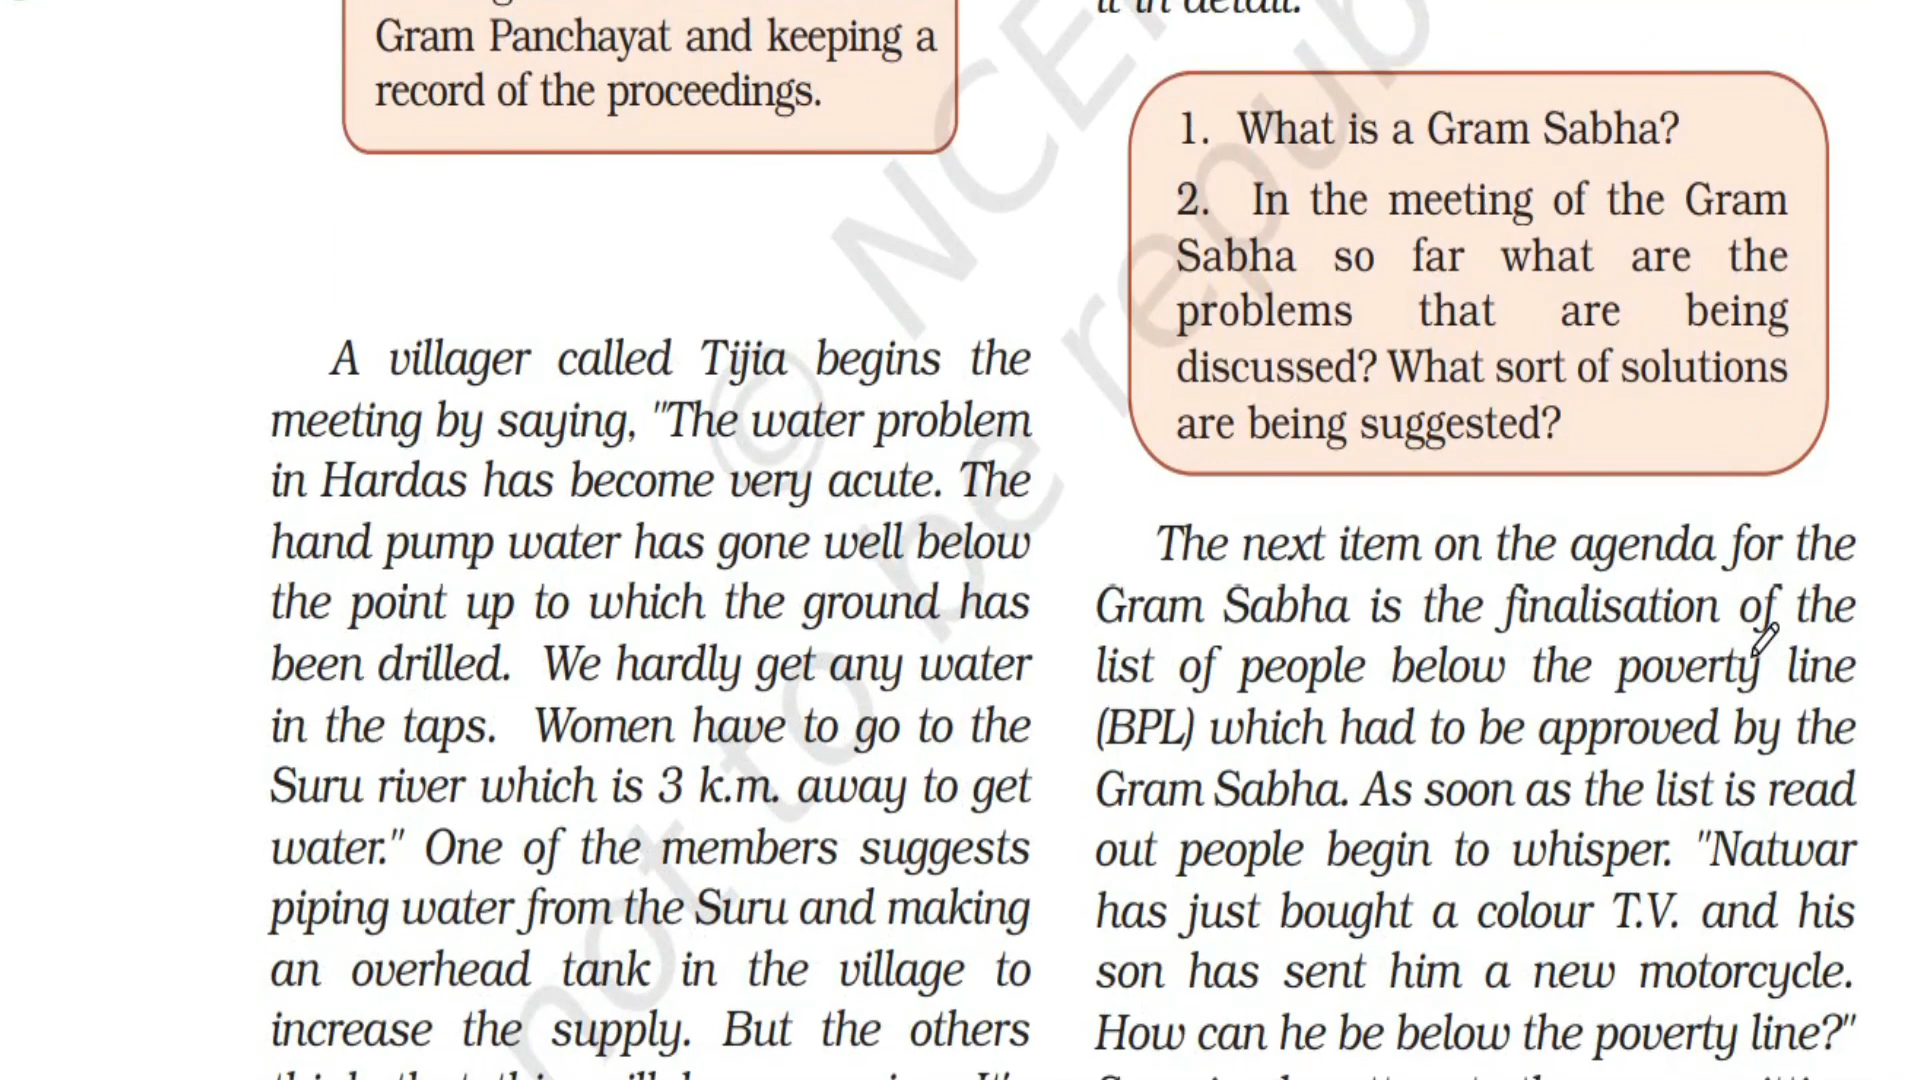 Gram Panchayat and keeping a
record of the proceedings.
A villager called Tijia begins the
meeting by saying, "The water problem
in Hardas has become very acute. The
hand pump water has gone well below
the point up to which the ground has
been drilled. We hardly get any water
in the taps. Women have to go to the
Suru river which is 3 k.m. away to get
water." One of the members suggests
piping water from the Suru and making
an overhead tank in the village to
increase the supply. But the others
it in detail.
1. What is a Gram Sabha?
2. In the meeting of the Gram
Sabha so far what are the
problems that are being
discussed? What sort of solutions
are being suggested?
The next item on the agenda for the
Gram Sabha is the finalisation of the
list of people below the poverty line
(BPL) which had to be approved by the
Gram Sabha. As soon as the list is read
out people begin to whisper. "Natwar
has just bought a colour T.V. and his
son has sent him a new motorcycle.
How can he be below the poverty line?"
© NCE
not to be repub